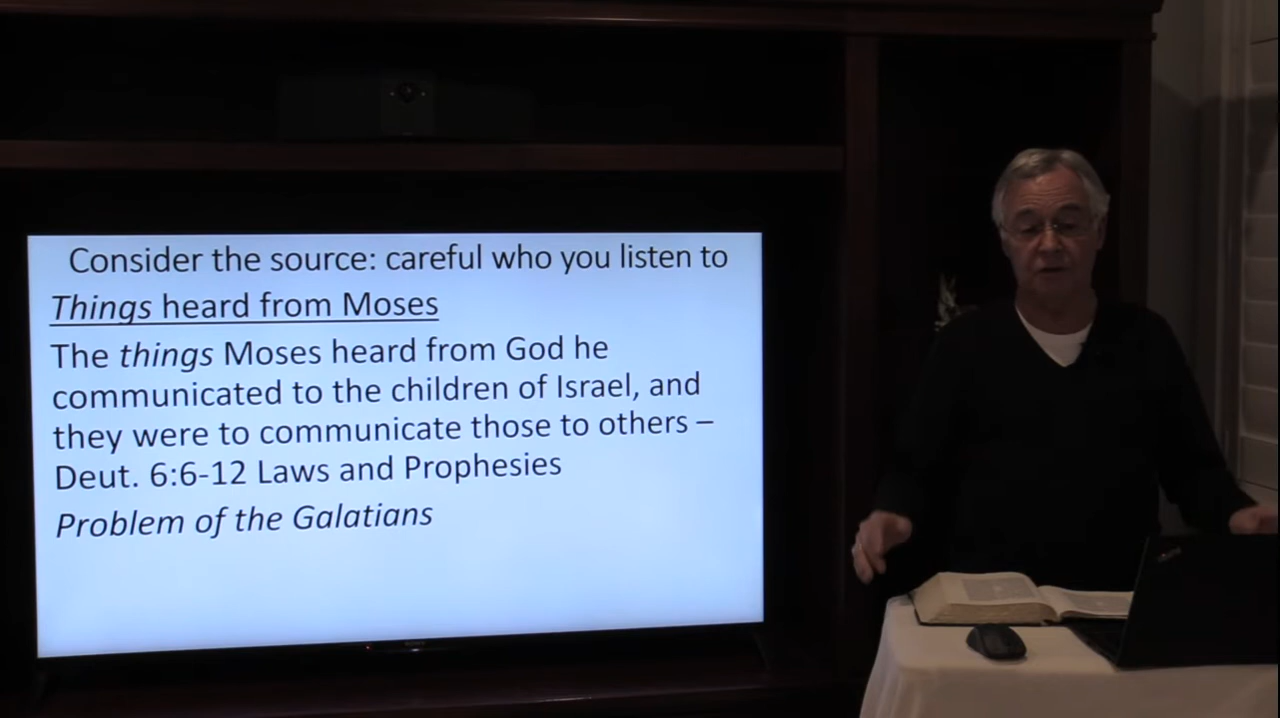 Consider the source: careful who you listen to
Things heard from Moses
The things Moses heard from God he
communicated to the children of Israel, and
they were to communicate those to others –
Deut. 6:6-12 Laws and Prophesies
Problem of the Galatians